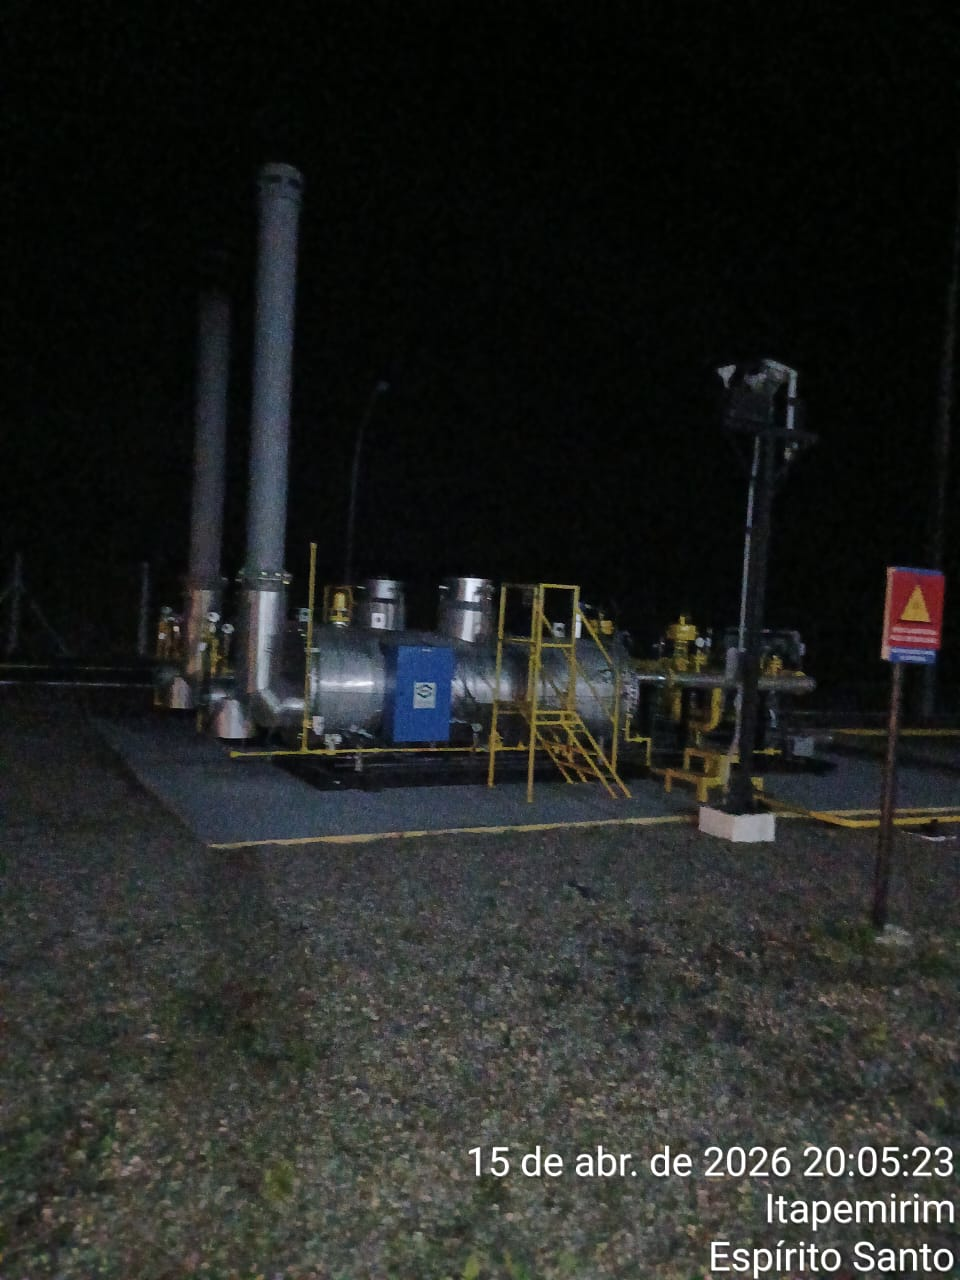 15 de abr. de 2026 20:05:23
Itapemirim
Espírito Santo